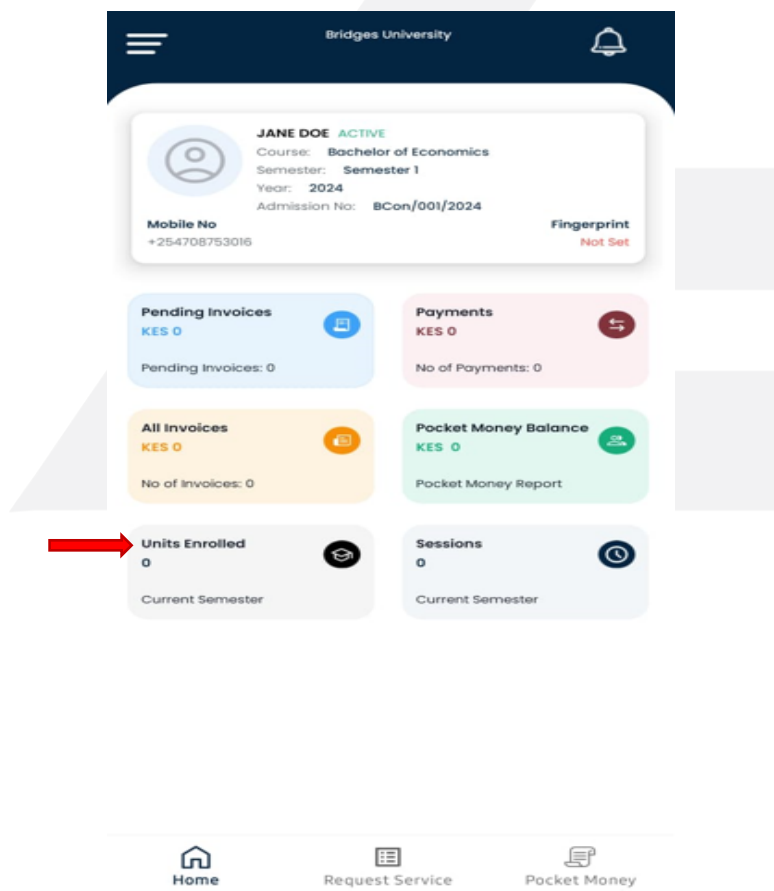 Bridges University
JANE DOE ACTIVE
Course: Bachelor of Economics
Semester: Semester 1
Year: 2024
Admission No: BCon/001/2024
Mobile No
+254708753016
Fingerprint
Not Set
Pending Invoices
KES 0
Pending Invoices: 0
Payments
KES 0
No of Payments: 0
All Invoices
KES 0
No of Invoices: 0
Pocket Money Balance
KES 0
Pocket Money Report
Units Enrolled
0
Current Semester
Sessions
0
Current Semester
Home
Request Service
Pocket Money